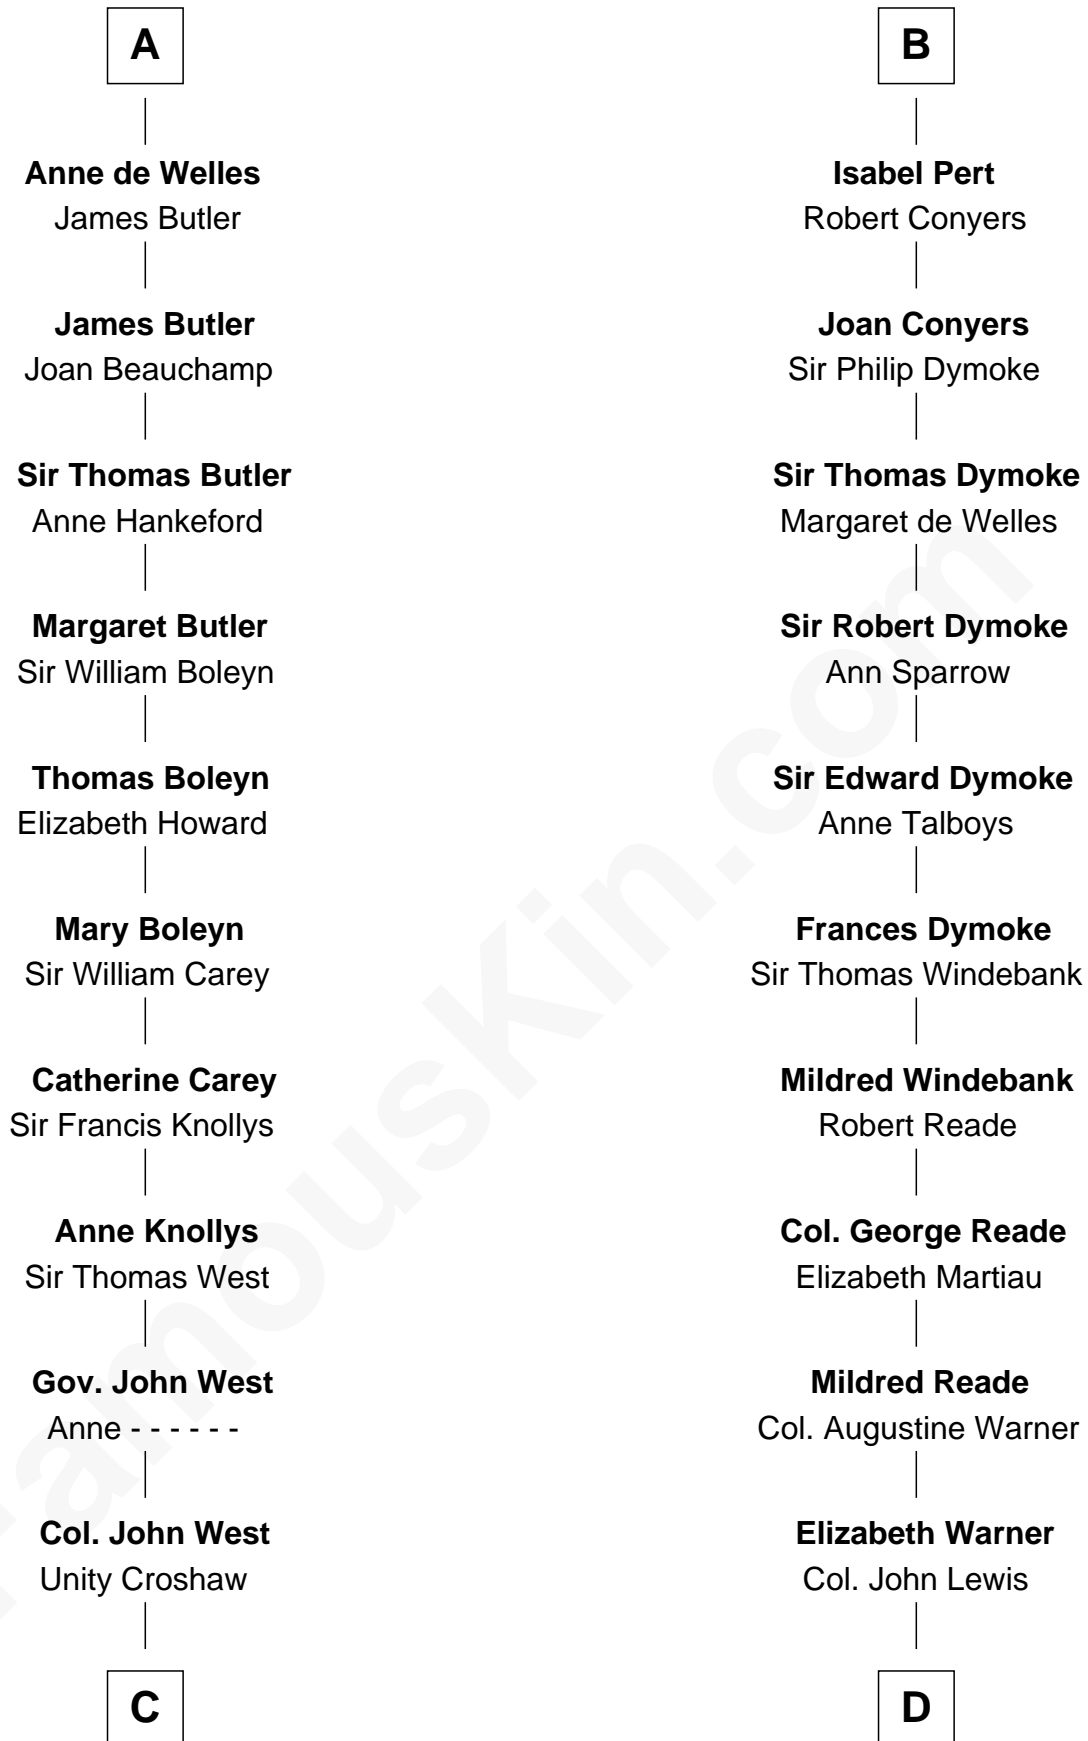 A
Anne de Welles
James Butler
James Butler
Joan Beauchamp
Sir Thomas Butler
Anne Hankeford
Margaret Butler
Sir William Boleyn
Thomas Boleyn
Elizabeth Howard
Mary Boleyn
Sir William Carey
Catherine Carey
Sir Francis Knollys
Anne Knollys
Sir Thomas West
Gov. John West
Anne - - - - - -
Col. John West
Unity Croshaw
C
B
Isabel Pert
Robert Conyers
Joan Conyers
Sir Philip Dymoke
Sir Thomas Dymoke
Margaret de Welles
Sir Robert Dymoke
Ann Sparrow
Sir Edward Dymoke
Anne Talboys
Frances Dymoke
Sir Thomas Windebank
Mildred Windebank
Robert Reade
Col. George Reade
Elizabeth Martiau
Mildred Reade
Col. Augustine Warner
Elizabeth Warner
Col. John Lewis
D
FamousKin.com